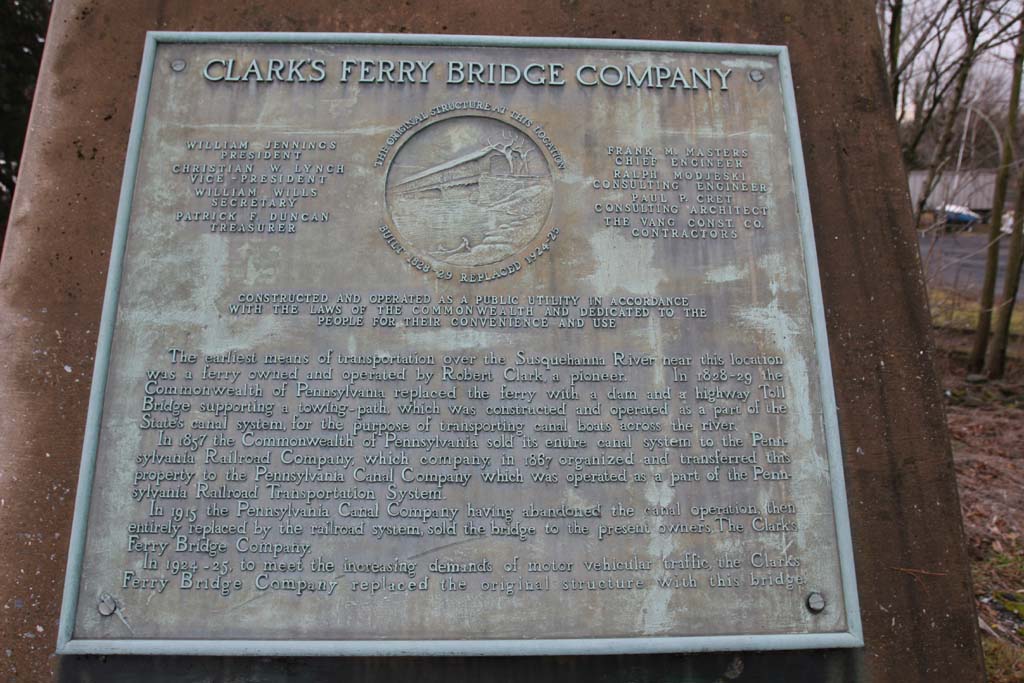 CLARK'S FERRY BRIDGE COMPANY
WILLIAM JENNINGS
PRESIDENT
CHRISTIAN W. LYNCH
VICE-PRESIDENT
WILLIAM WILLS
SECRETARY
PATRICK F. DUNCAN
TREASURER
THE ORIGINAL STRUCTURE AT THIS LOCATION
BUILT 1828-29 REPLACED 1924-25
FRANK M. MASTERS
CHIEF ENGINEER
RALPH MODJESKI
CONSULTING ENGINEER
PAUL P. CRET
CONSULTING ARCHITECT
THE VANG CONST. CO.
CONTRACTORS
CONSTRUCTED AND OPERATED AS A PUBLIC UTILITY IN ACCORDANCE
WITH THE LAWS OF THE COMMONWEALTH AND DEDICATED TO THE
PEOPLE FOR THEIR CONVENIENCE AND USE
The earliest means of transportation over the Susquehanna River near this location
was a ferry owned and operated by Robert Clark, a pioneer. In 1828-29 the
Commonwealth of Pennsylvania replaced the ferry with a dam and a highway Toll
Bridge supporting a towing-path, which was constructed and operated as a part of the
State's canal system, for the purpose of transporting canal boats across the river.
In 1857 the Commonwealth of Pennsylvania sold its entire canal system to the Penn-
sylvania Railroad Company, which company, in 1867 organized and transferred this
property to the Pennsylvania Canal Company which was operated as a part of the Penn-
sylvania Railroad Transportation System.
In 1915 the Pennsylvania Canal Company having abandoned the canal operation, then
entirely replaced by the railroad system, sold the bridge to the present owners, The Clark's
Ferry Bridge Company.
In 1924-25, to meet the increasing demands of motor vehicular traffic, the Clark's
Ferry Bridge Company replaced the original structure with this bridge.